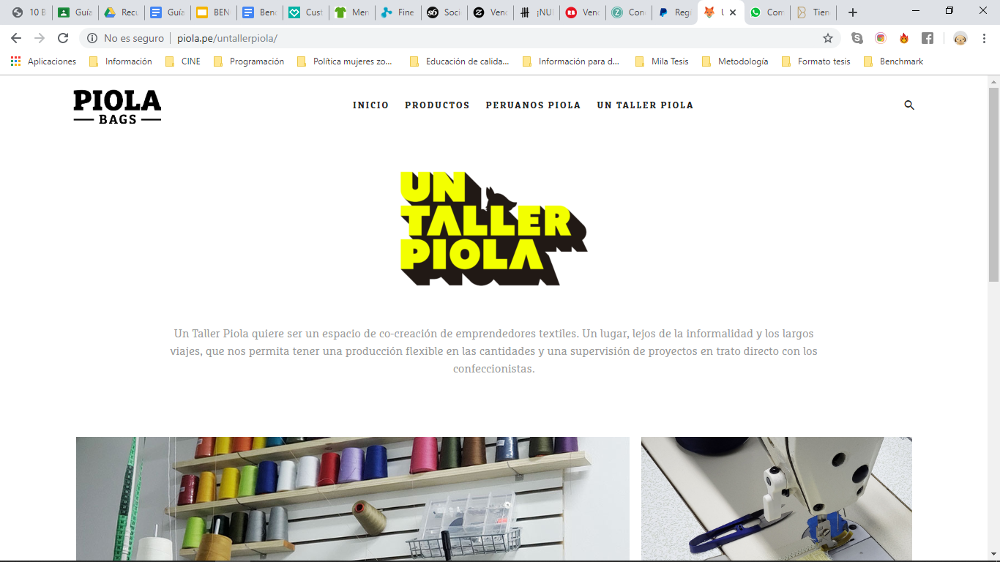 10 B
Guía
Recu
Guía
BEN
Benc
Cust
Mer
Fine
Soci
Venc
¡NU
Venc
Con
Regi
Com
Tien
No es seguro
piola.pe/untallerpiola/
Aplicaciones
Información
CINE
Programación
Política mujeres zo...
Educación de calida...
Información para d...
Mila Tesis
Metodología
Formato tesis
Benchmark
PIOLA
BAGS
INICIO
PRODUCTOS
PERUANOS PIOLA
UN TALLER PIOLA
UN
TALLER
PIOLA
Un Taller Piola quiere ser un espacio de co-creación de emprendedores textiles. Un lugar, lejos de la informalidad y los largos
viajes, que nos permita tener una producción flexible en las cantidades y una supervisión de proyectos en trato directo con los
confeccionistas.